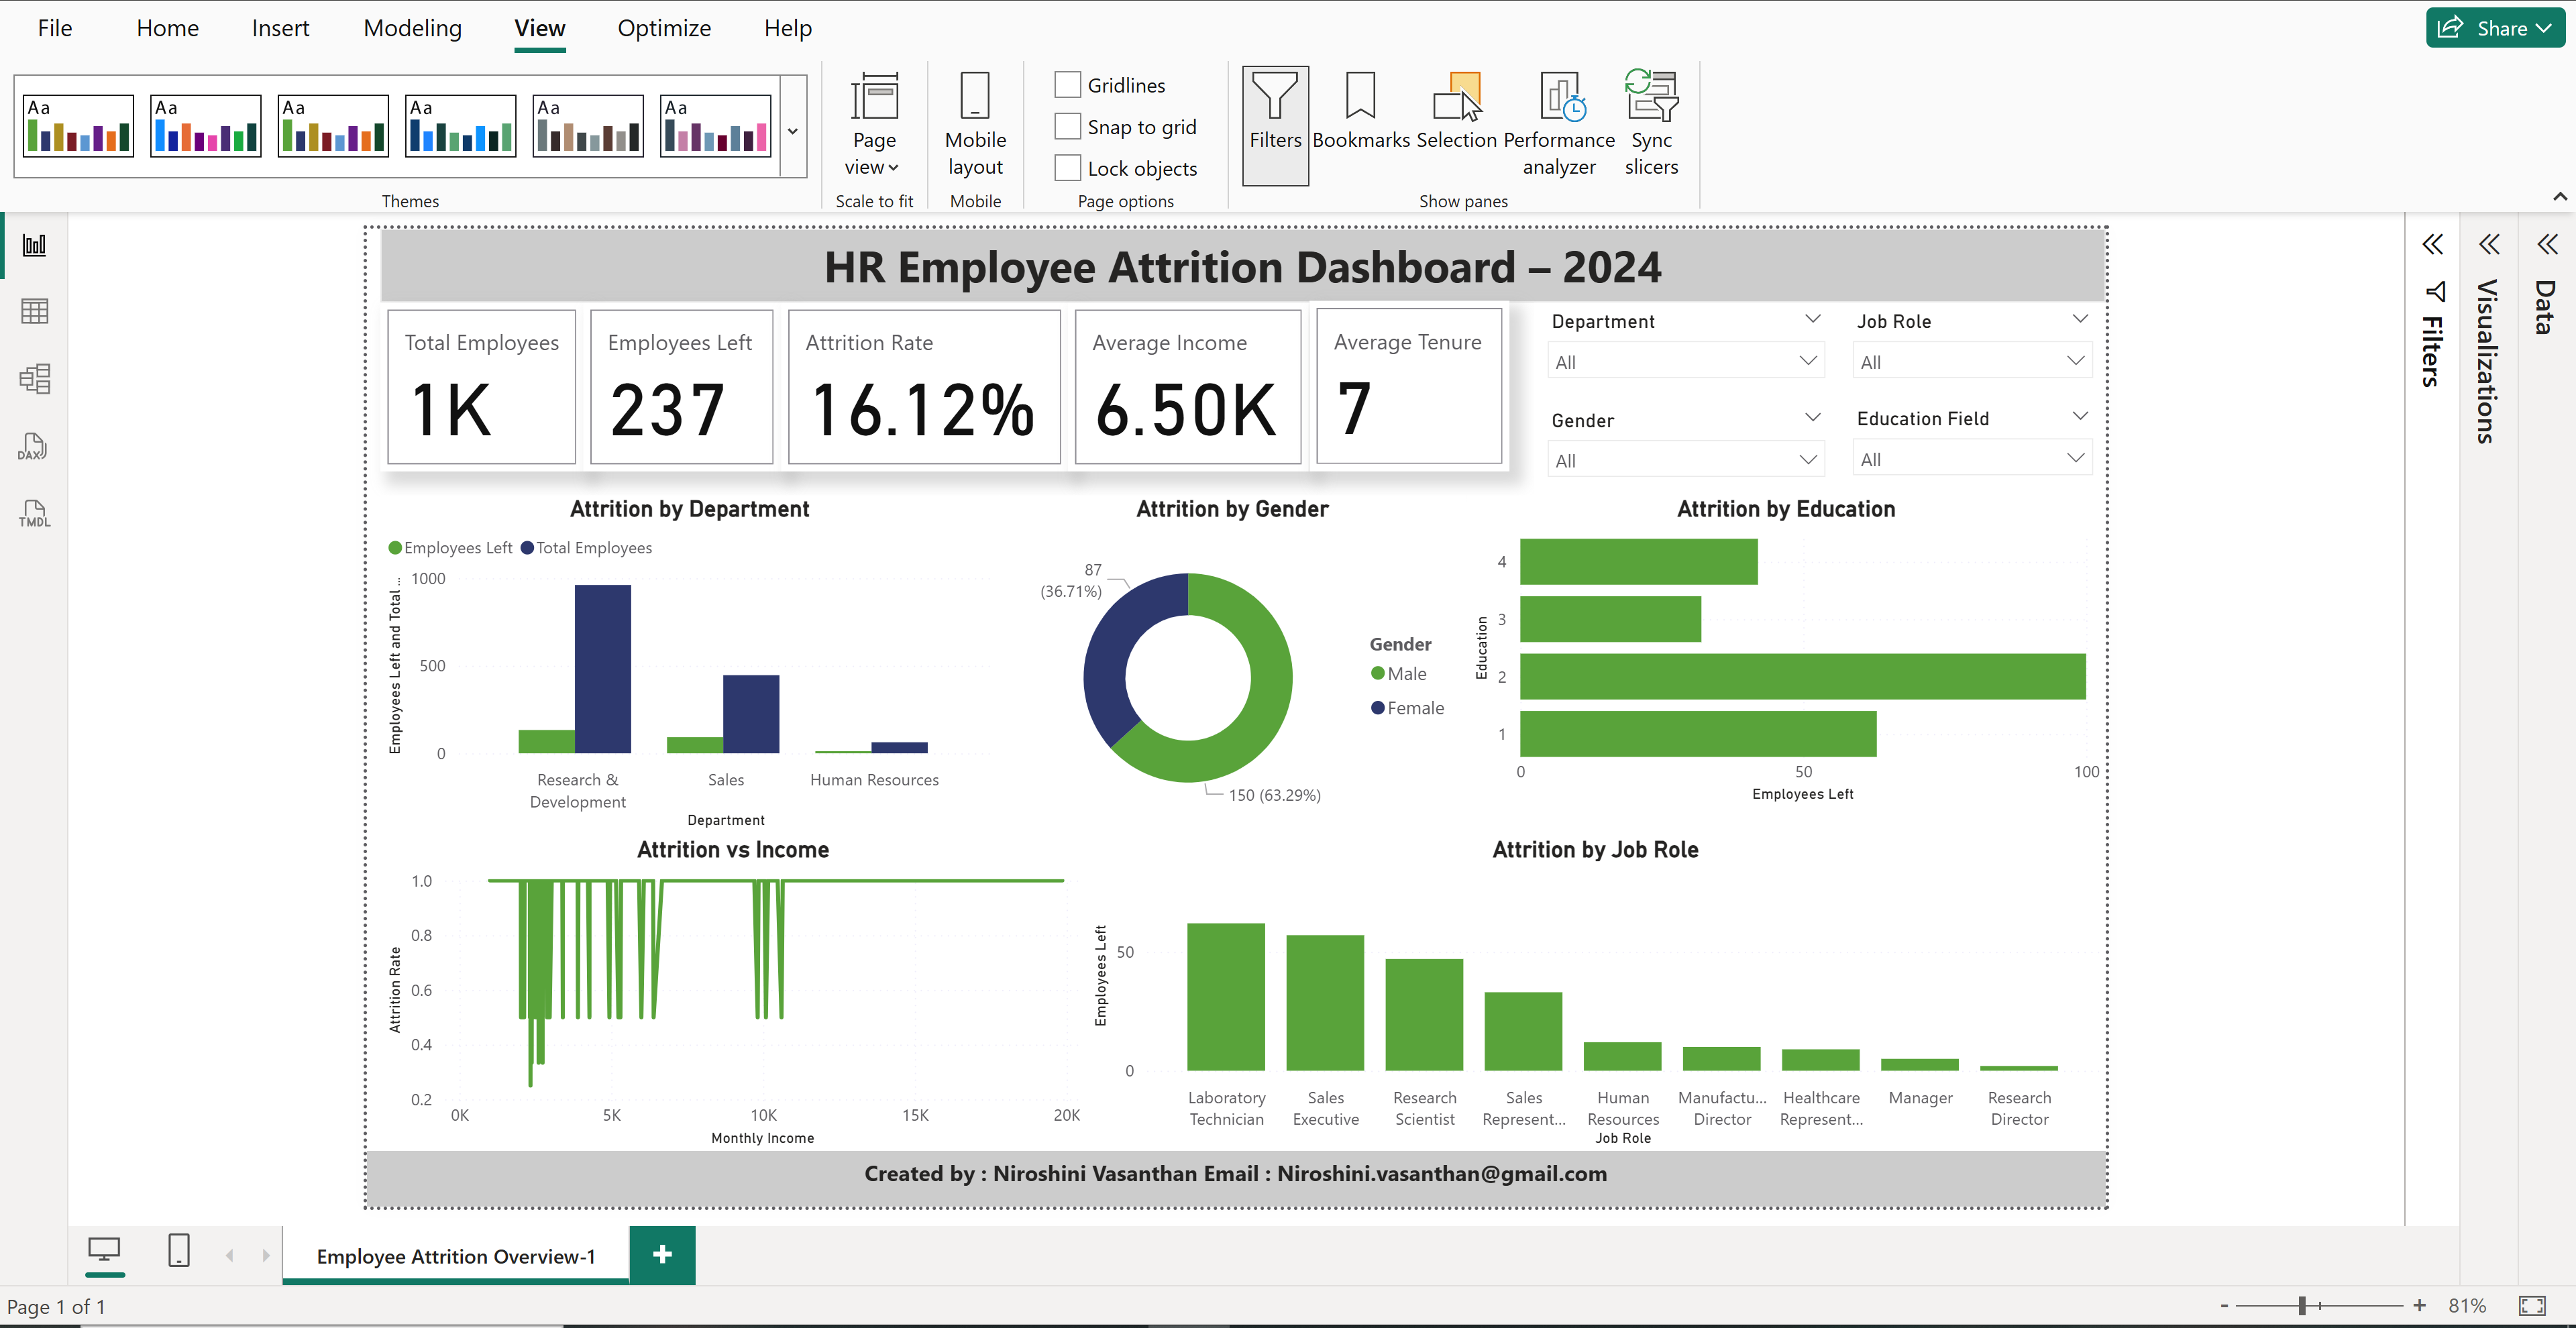 File Home Insert Modeling View Optimize Help
Share
Aa Aa Aa Aa Aa Aa
Themes
Page view
Scale to fit
Mobile layout
Mobile
Gridlines
Snap to grid
Lock objects
Page options
Filters
Bookmarks
Selection
Performance analyzer
Sync slicers
Show panes
DAX
TMDL
HR Employee Attrition Dashboard – 2024
Total Employees
1K
Employees Left
237
Attrition Rate
16.12%
Average Income
6.50K
Average Tenure
7
Department
All
Job Role
All
Gender
All
Education Field
All
Filters
Visualizations
Data
Attrition by Department
Employees Left Total Employees
Employees Left and Total ...
1000
500
0
Research & Development
Sales
Human Resources
Department
Attrition by Gender
87
(36.71%)
150 (63.29%)
Gender
Male
Female
Attrition by Education
Education
4
3
2
1
0 50 100
Employees Left
Attrition vs Income
Attrition Rate
1.0
0.8
0.6
0.4
0.2
0K 5K 10K 15K 20K
Monthly Income
Attrition by Job Role
Employees Left
50
0
Laboratory Technician
Sales Executive
Research Scientist
Sales Represent...
Human Resources
Manufactu... Director
Healthcare Represent...
Manager
Research Director
Job Role
Created by : Niroshini Vasanthan Email : Niroshini.vasanthan@gmail.com
Employee Attrition Overview-1
+
Page 1 of 1
- + 81%